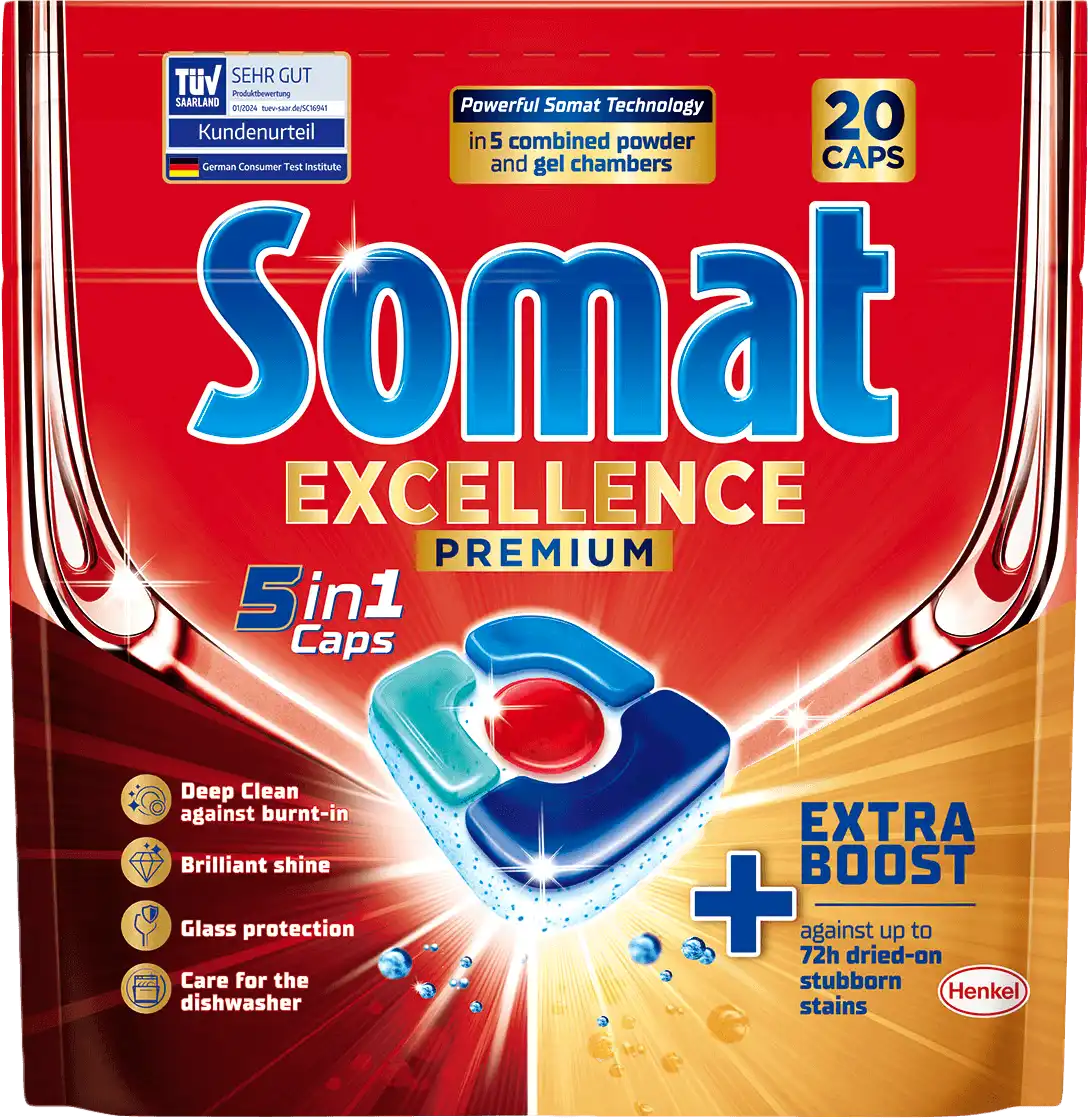 TÜV
SAARLAND
SEHR GUT
Produktbewertung
01/2024 tuev-saar.de/SC16941
Kundenurteil
German Consumer Test Institute
Powerful Somat Technology
in 5 combined powder
and gel chambers
20
CAPS
Somat
EXCELLENCE
PREMIUM
5in1
Caps
Deep Clean
against burnt-in
Brilliant shine
Glass protection
Care for the
dishwasher
+
EXTRA
BOOST
against up to
72h dried-on
stubborn
stains
Henkel